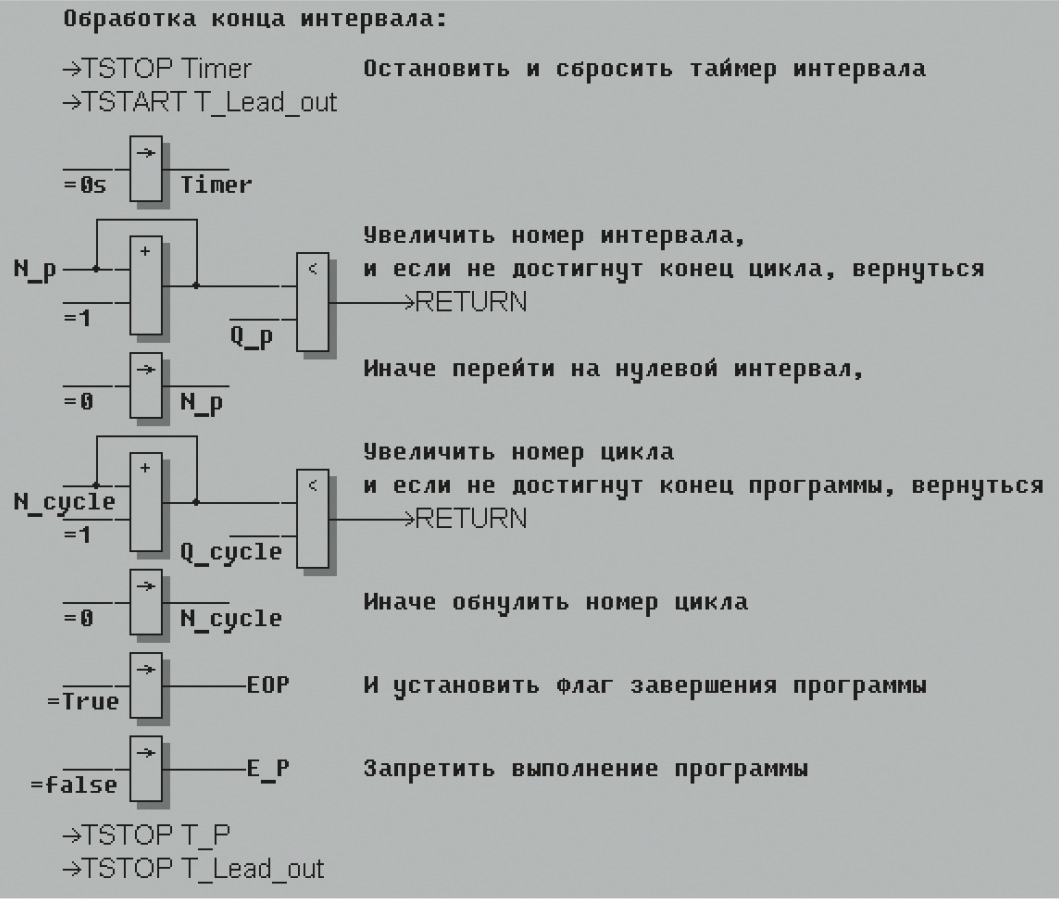 Обработка конца интервала:
→TSTOP Timer Остановить и сбросить таймер интервала
→TSTART T_Lead_out
→
=0s Timer
Увеличить номер интервала,
+
N_p < и если не достигнут конец цикла, вернуться
→RETURN
=1
Q_p
→ Иначе перейти на нулевой интервал,
=0 N_p
Увеличить номер цикла
+
< и если не достигнут конец программы, вернуться
N_cycle
→RETURN
=1
Q_cycle
→
Иначе обнулить номер цикла
=0 N_cycle
→
EOP И установить флаг завершения программы
=True
→
E_P Запретить выполнение программы
=false
→TSTOP T_P
→TSTOP T_Lead_out